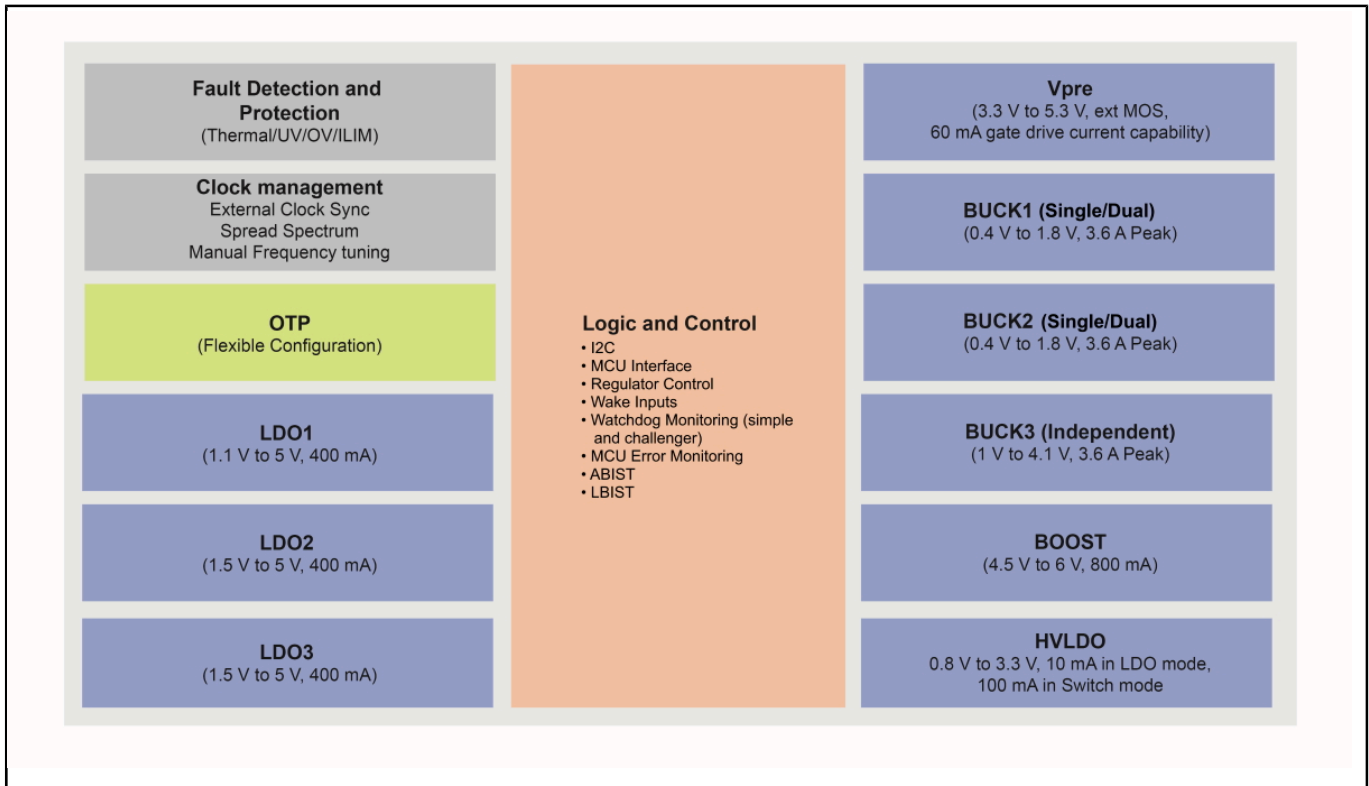 Fault Detection and
Protection
(Thermal/UV/OV/ILIM)
Clock management
External Clock Sync
Spread Spectrum
Manual Frequency tuning
OTP
(Flexible Configuration)
LDO1
(1.1 V to 5 V, 400 mA)
LDO2
(1.5 V to 5 V, 400 mA)
LDO3
(1.5 V to 5 V, 400 mA)
Logic and Control
• I2C
• MCU Interface
• Regulator Control
• Wake Inputs
• Watchdog Monitoring (simple
and challenger)
• MCU Error Monitoring
• ABIST
• LBIST
Vpre
(3.3 V to 5.3 V, ext MOS,
60 mA gate drive current capability)
BUCK1 (Single/Dual)
(0.4 V to 1.8 V, 3.6 A Peak)
BUCK2 (Single/Dual)
(0.4 V to 1.8 V, 3.6 A Peak)
BUCK3 (Independent)
(1 V to 4.1 V, 3.6 A Peak)
BOOST
(4.5 V to 6 V, 800 mA)
HVLDO
0.8 V to 3.3 V, 10 mA in LDO mode,
100 mA in Switch mode